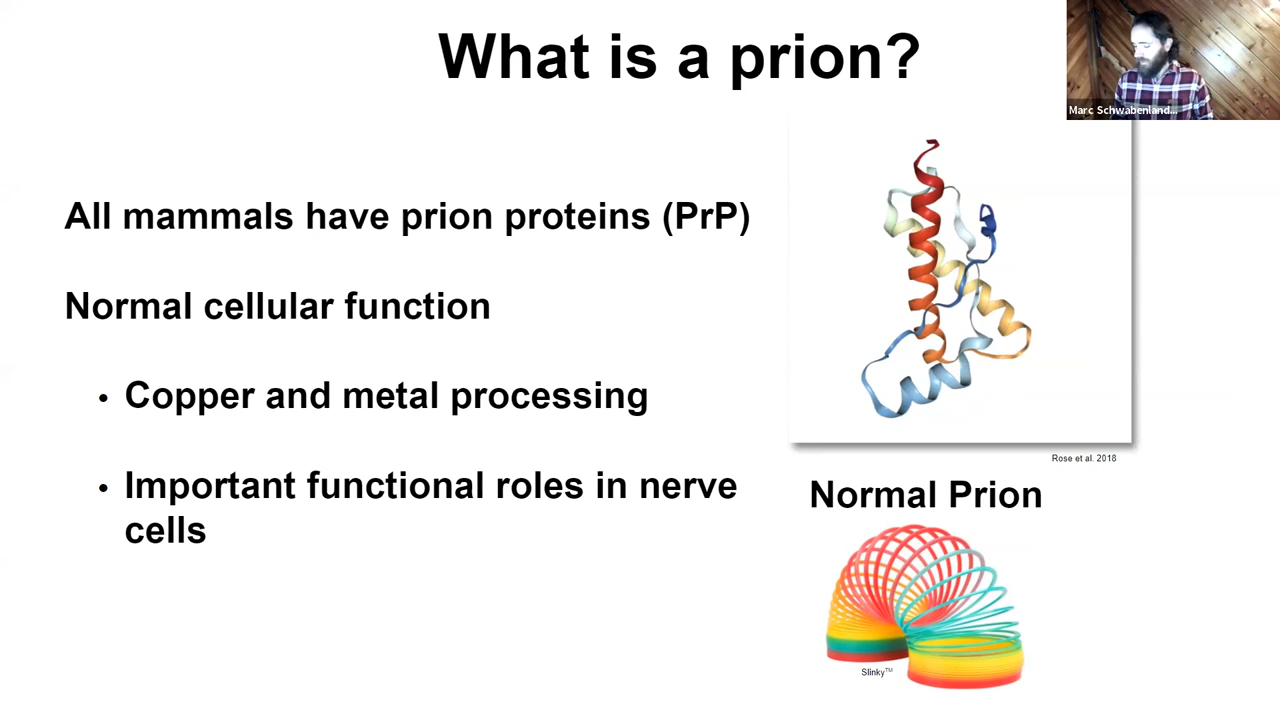 What is a prion?
Marc Schwabenland...
All mammals have prion proteins (PrP)
Normal cellular function
• Copper and metal processing
• Important functional roles in nerve
cells
Rose et al. 2018
Normal Prion
Slinky™